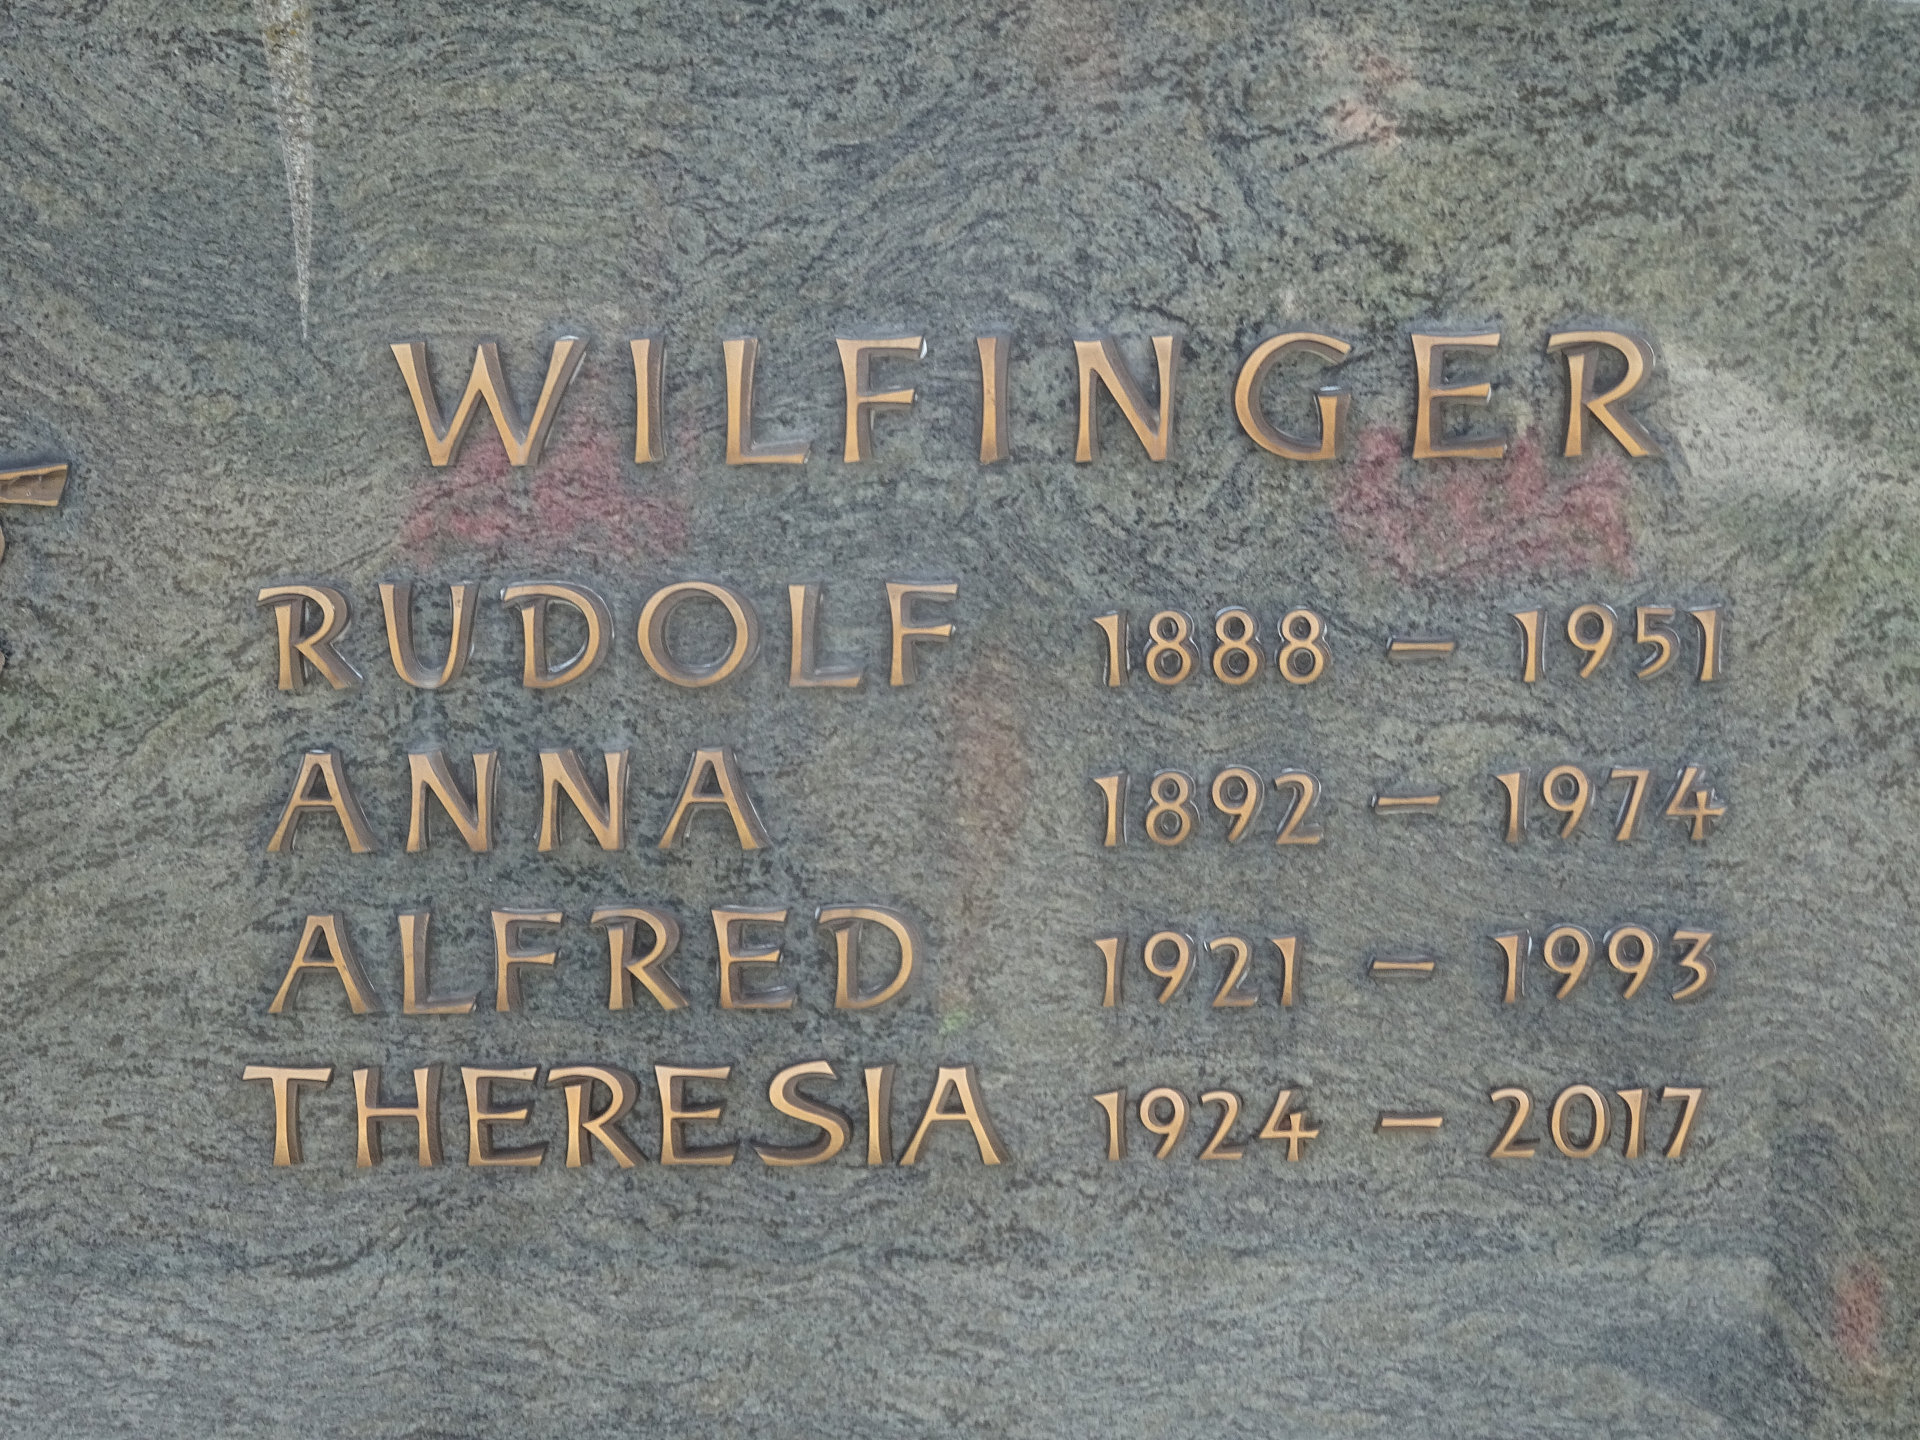 WILFINGER
RUDOLF 1888 – 1951
ANNA 1892 – 1974
ALFRED 1921 – 1993
THERESIA 1924 – 2017